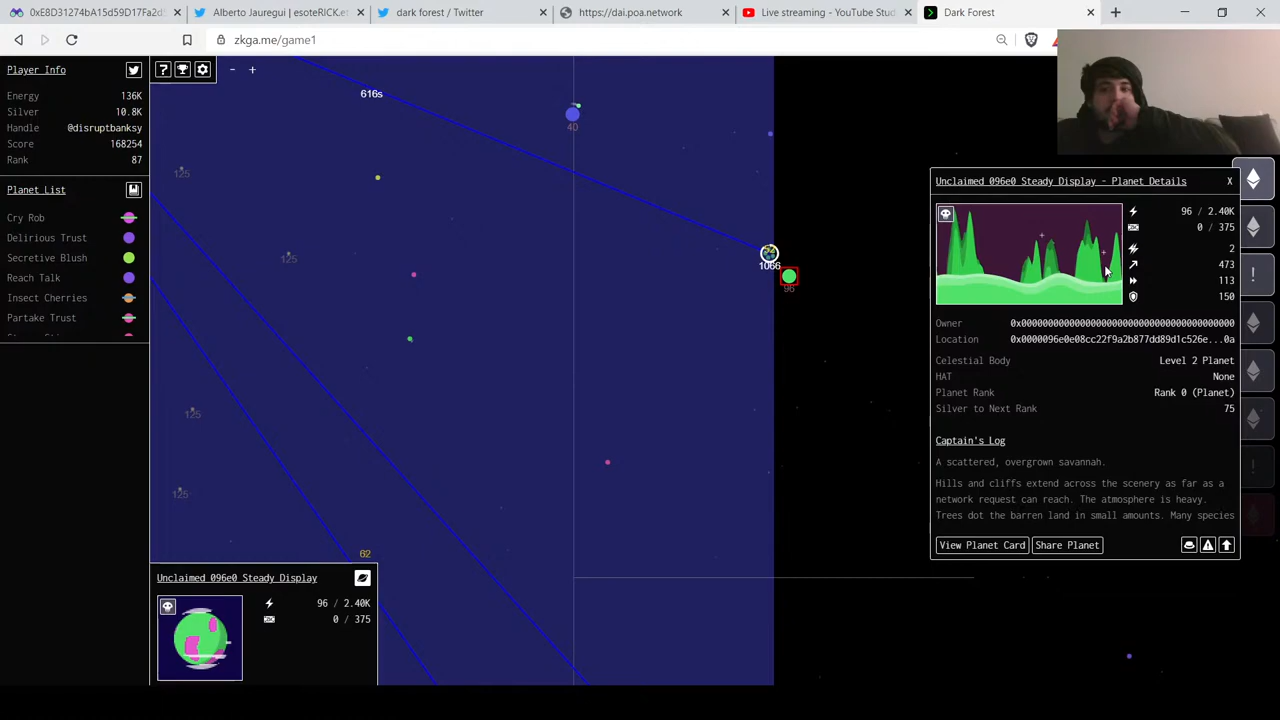 0xE8D31274bA15d59D17Fa2d5
Alberto Jauregui | esoteRICK.et
dark forest / Twitter
https://dai.poa.network
Live streaming - YouTube Stud
Dark Forest
zkga.me/game1
Player Info
Energy 136K
Silver 10.8K
Handle @disruptbanksy
Score 168254
Rank 87
Planet List
Cry Rob
Delirious Trust
Secretive Blush
Reach Talk
Insect Cherries
Partake Trust
? - +
616s
40
125
125
1066
96
125
125
62
Unclaimed 096e0 Steady Display
96 / 2.40K
0 / 375
Unclaimed 096e0 Steady Display - Planet Details X
96 / 2.40K
0 / 375
2
473
113
150
Owner 0x0000000000000000000000000000000000000000
Location 0x0000096e0e08cc22f9a2b877dd89d1c526e...0a
Celestial Body Level 2 Planet
HAT None
Planet Rank Rank 0 (Planet)
Silver to Next Rank 75
Captain's Log
A scattered, overgrown savannah.
Hills and cliffs extend across the scenery as far as a
network request can reach. The atmosphere is heavy.
Trees dot the barren land in small amounts. Many species
View Planet Card Share Planet